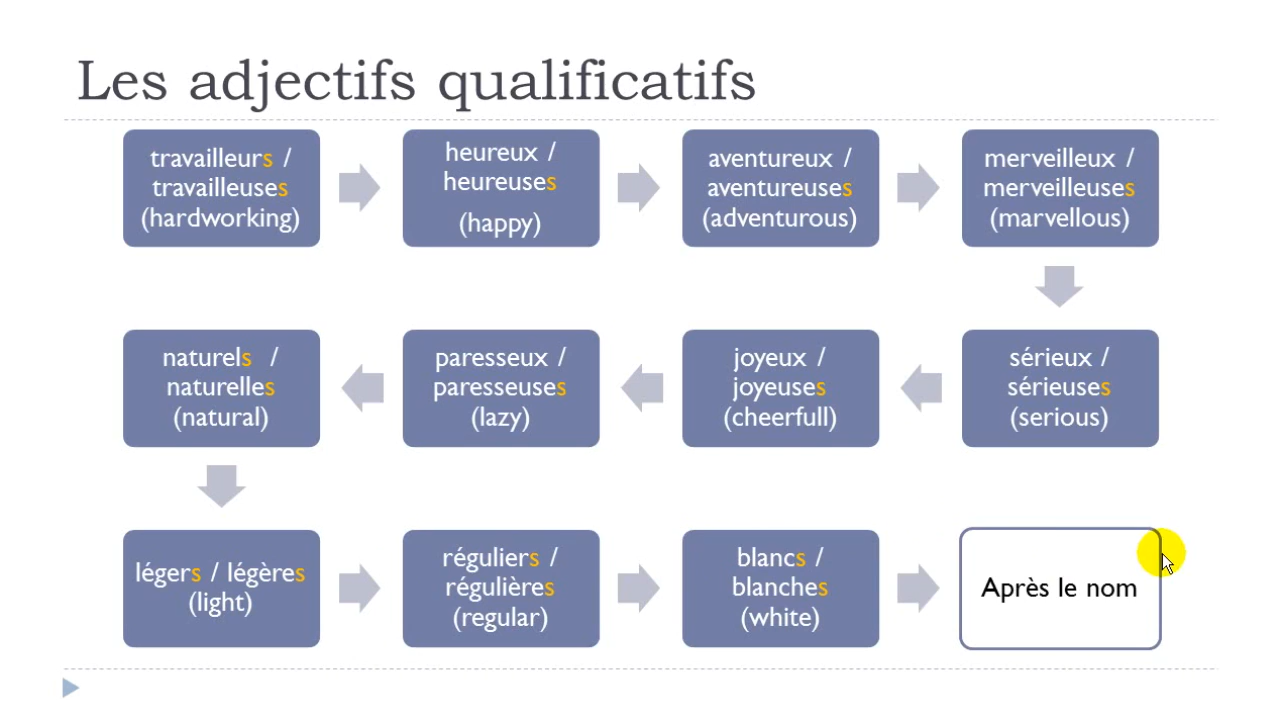 Les adjectifs qualificatifs
travailleurs /
travailleuses
(hardworking)
heureux /
heureuses
(happy)
aventureux /
aventureuses
(adventurous)
merveilleux /
merveilleuses
(marvellous)
sérieux /
sérieuses
(serious)
joyeux /
joyeuses
(cheerfull)
paresseux /
paresseuses
(lazy)
naturels /
naturelles
(natural)
légers / légères
(light)
réguliers /
régulières
(regular)
blancs /
blanches
(white)
Après le nom